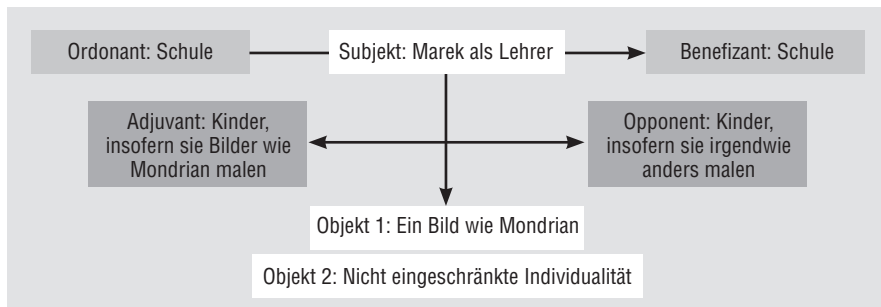 Ordonant: Schule
Subjekt: Marek als Lehrer
Benefizant: Schule
Adjuvant: Kinder,
insofern sie Bilder wie
Mondrian malen
Opponent: Kinder,
insofern sie irgendwie
anders malen
Objekt 1: Ein Bild wie Mondrian
Objekt 2: Nicht eingeschränkte Individualität